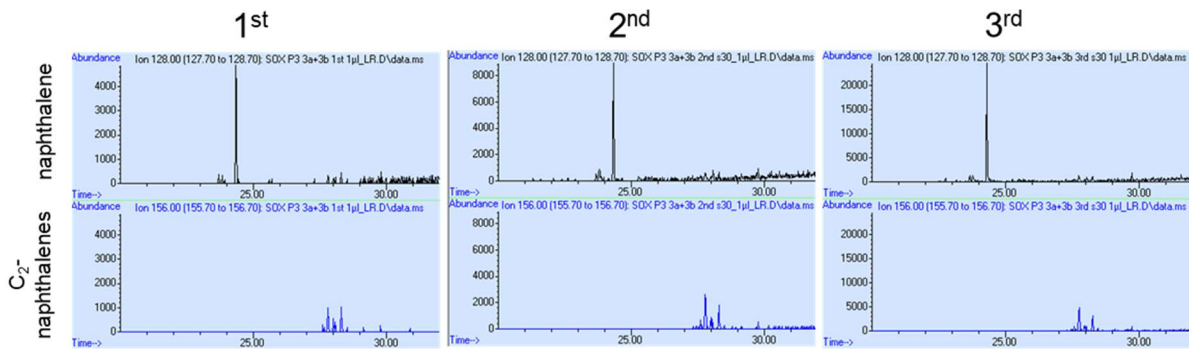 1st 2nd 3rd
naphthalene
Abundance Ion 128.00 (127.70 to 128.70): SOX P3 3a+3b 1st 1µl_LR.D\data.ms
4000
3000
2000
1000
0
25.00 30.00
Time-->
Abundance Ion 128.00 (127.70 to 128.70): SOX P3 3a+3b 2nd s30_1µl_LR.D\data.ms
8000
6000
4000
2000
0
25.00 30.00
Time-->
Abundance Ion 128.00 (127.70 to 128.70): SOX P3 3a+3b 3rd s30 1µl_LR.D\data.ms
20000
15000
10000
5000
0
25.00 30.00
Time-->
C2-
naphthalenes
Abundance Ion 156.00 (155.70 to 156.70): SOX P3 3a+3b 1st 1µl_LR.D\data.ms
4000
3000
2000
1000
0
25.00 30.00
Time-->
Abundance Ion 156.00 (155.70 to 156.70): SOX P3 3a+3b 2nd s30_1µl_LR.D\data.ms
8000
6000
4000
2000
0
25.00 30.00
Time-->
Abundance Ion 156.00 (155.70 to 156.70): SOX P3 3a+3b 3rd s30 1µl_LR.D\data.ms
20000
15000
10000
5000
0
25.00 30.00
Time-->